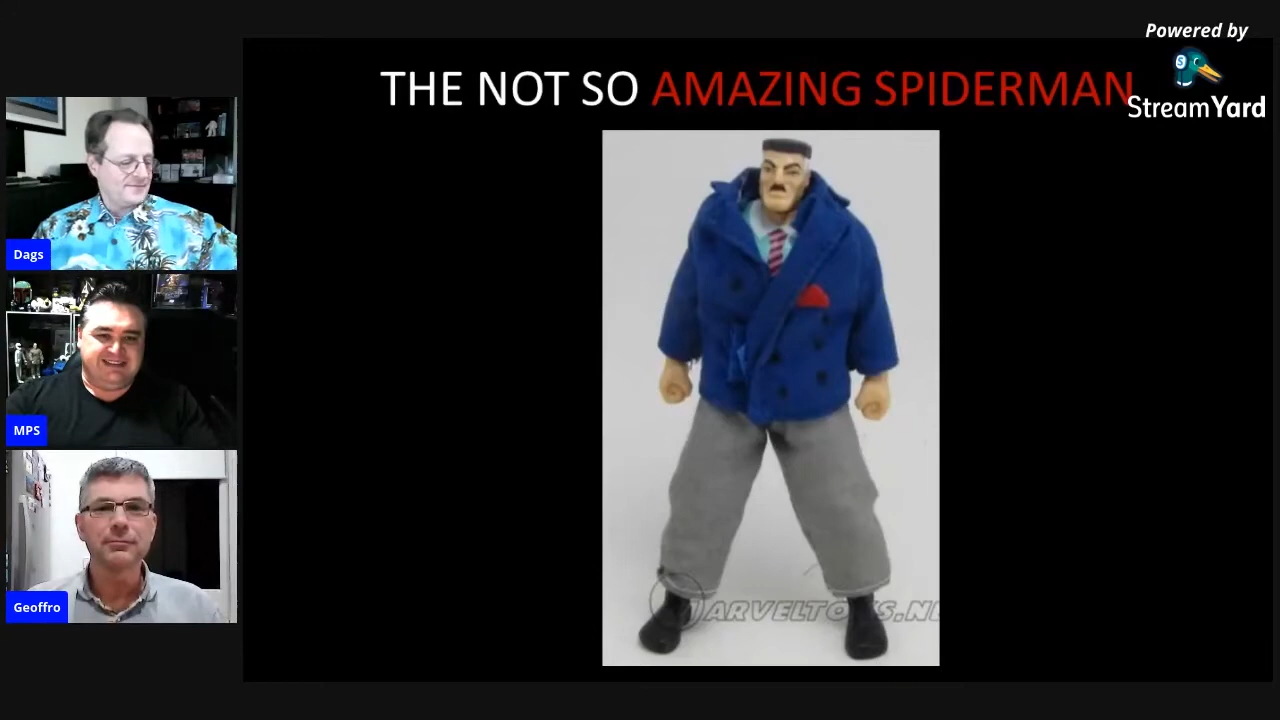 Powered by
StreamYard
THE NOT SO AMAZING SPIDERMAN
Dags
MPS
Geoffro